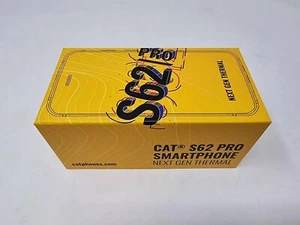 PRO
S62
NEXT GEN THERMAL
catphones.com
CAT® S62 PRO
SMARTPHONE
NEXT GEN THERMAL